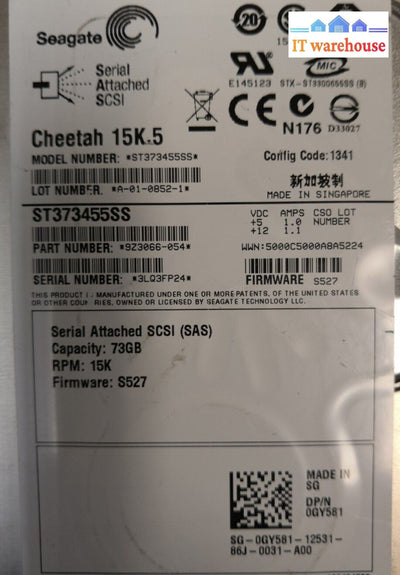 IT warehouse
Seagate
20
15
Serial
Attached
SCSI
E145123 STX-ST3300655SS (B)
MIC
CE
N176
D33027
Cheetah 15K.5
MODEL NUMBER: *ST373455SS*
Config Code:1341
LOT NUMBER: *A-01-0852-1*
新加坡制
MADE IN SINGAPORE
ST373455SS
VDC AMPS CSO LOT
+5 1.0 NUMBER
+12 1.1
PART NUMBER: *9Z3066-054*
WWN:5000C5000A8A5224
SERIAL NUMBER: *3LQ3FP24*
FIRMWARE S527
THIS PRODUCT IS MANUFACTURED UNDER ONE OR MORE PATENTS, OF THE UNITED STATES
OR OTHER COUNTRIES, OWNED BY OR LICENSED BY SEAGATE TECHNOLOGY LLC.
Serial Attached SCSI (SAS)
Capacity: 73GB
RPM: 15K
Firmware: S527
MADE IN
SG
DP/N
0GY581
SG-0GY581-12531-
86J-0031-A00